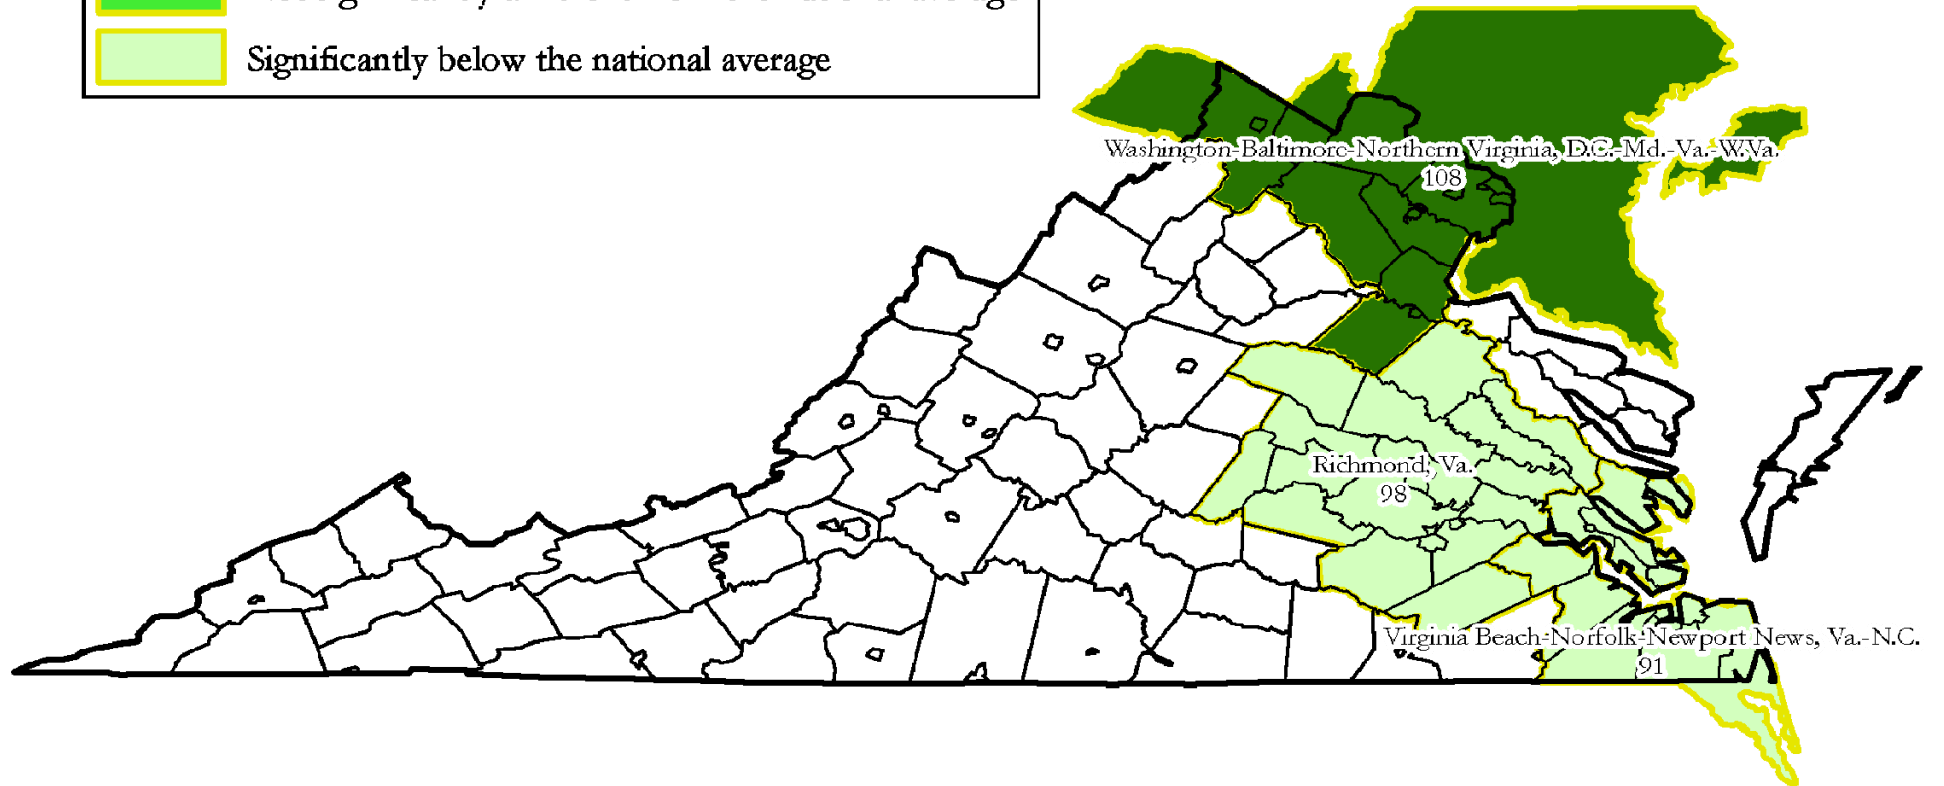 average
Significantly below the national average
Washington-Baltimore-Northern Virginia, D.C.-Md.-Va.-W.Va.
108
Richmond, Va.
98
Virginia Beach-Norfolk-Newport News, Va.-N.C.
91